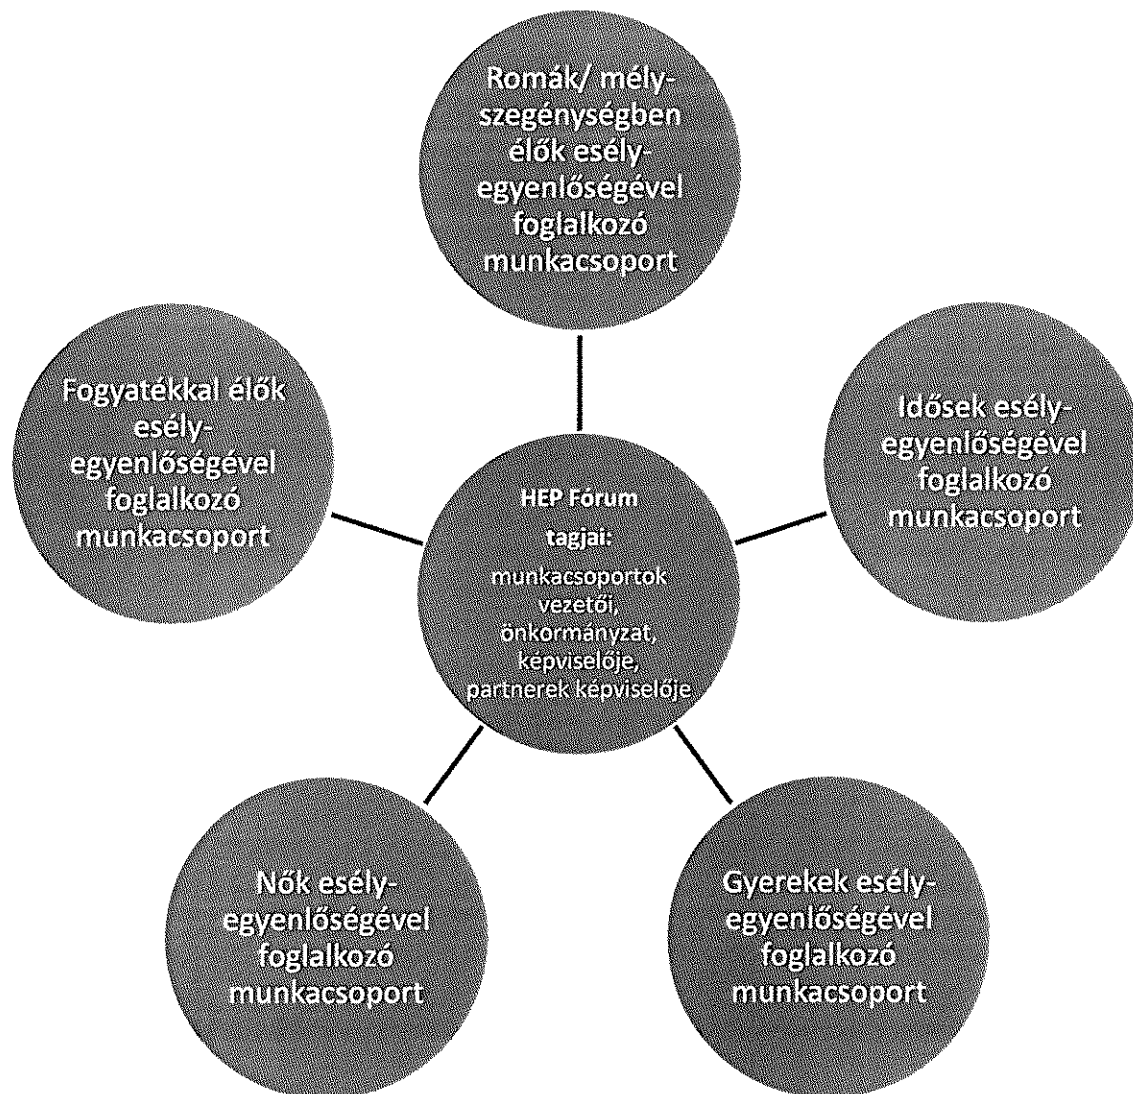 Romák/ mély-
szegénységben
élők esély-
egyenlőségével
foglalkozó
munkacsoport
Fogyatékkal élők
esély-
egyenlőségével
foglalkozó
munkacsoport
Idősek esély-
egyenlőségével
foglalkozó
munkacsoport
HEP Fórum
tagjai:
munkacsoportok
vezetői,
önkormányzat,
képviselője,
partnerek képviselője
Nők esély-
egyenlőségével
foglalkozó
munkacsoport
Gyerekek esély-
egyenlőségével
foglalkozó
munkacsoport